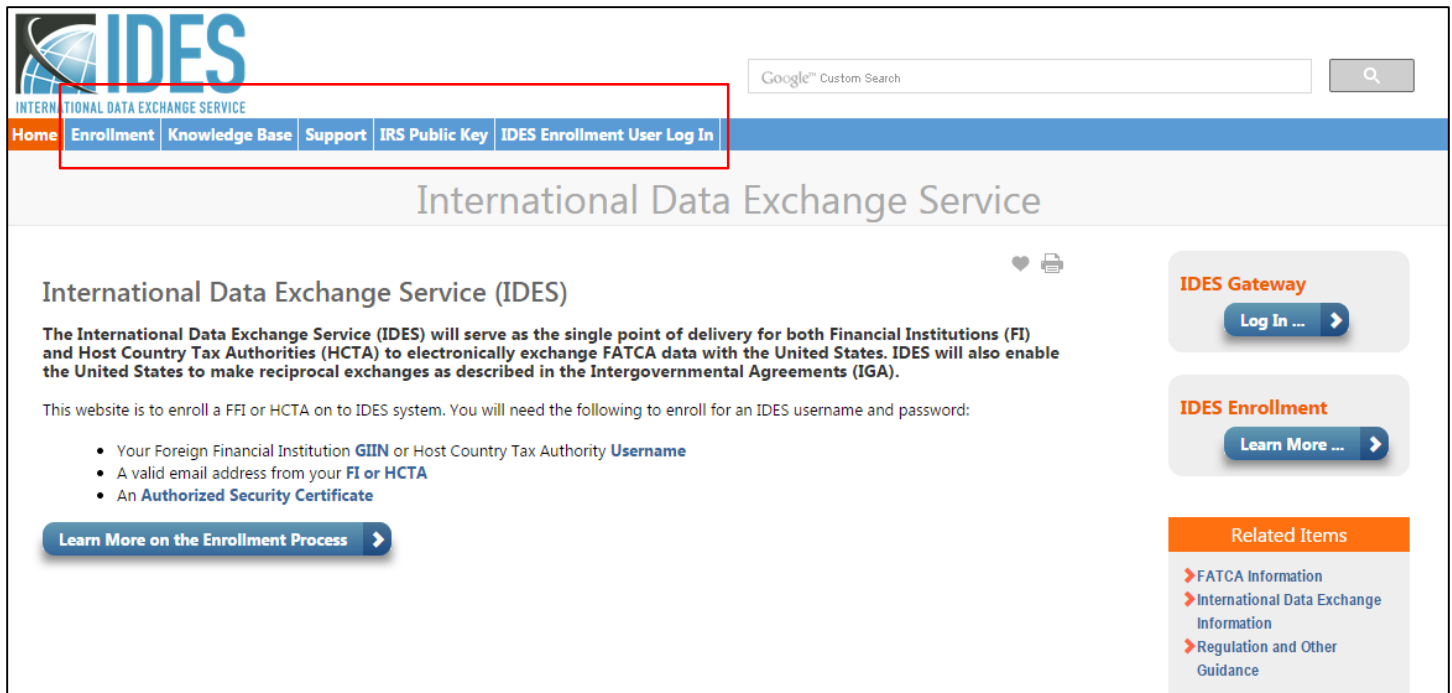 IDES
INTERNATIONAL DATA EXCHANGE SERVICE
Google™ Custom Search
Home Enrollment Knowledge Base Support IRS Public Key IDES Enrollment User Log In
International Data Exchange Service
International Data Exchange Service (IDES)
The International Data Exchange Service (IDES) will serve as the single point of delivery for both Financial Institutions (FI)
and Host Country Tax Authorities (HCTA) to electronically exchange FATCA data with the United States. IDES will also enable
the United States to make reciprocal exchanges as described in the Intergovernmental Agreements (IGA).
This website is to enroll a FFI or HCTA on to IDES system. You will need the following to enroll for an IDES username and password:
• Your Foreign Financial Institution GIIN or Host Country Tax Authority Username
• A valid email address from your FI or HCTA
• An Authorized Security Certificate
Learn More on the Enrollment Process
IDES Gateway
Log In ...
IDES Enrollment
Learn More ...
Related Items
FATCA Information
International Data Exchange
Information
Regulation and Other
Guidance